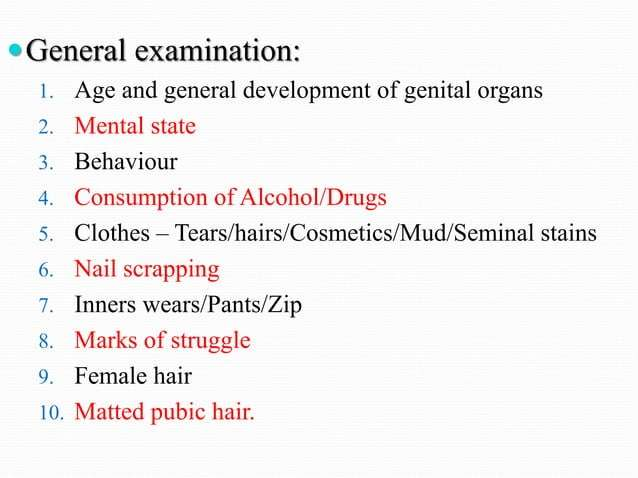 General examination:
1. Age and general development of genital organs
2. Mental state
3. Behaviour
4. Consumption of Alcohol/Drugs
5. Clothes – Tears/hairs/Cosmetics/Mud/Seminal stains
6. Nail scrapping
7. Inners wears/Pants/Zip
8. Marks of struggle
9. Female hair
10. Matted pubic hair.